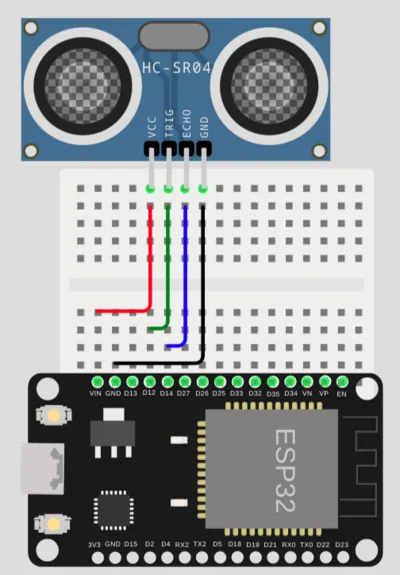 HC-SR04
VCC TRIG ECHO GND
VIN GND D13 D12 D14 D27 D26 D25 D33 D32 D35 D34 VN VP EN
ESP32
3V3 GND D15 D2 D4 RX2 TX2 D5 D18 D19 D21 RX0 TX0 D22 D23